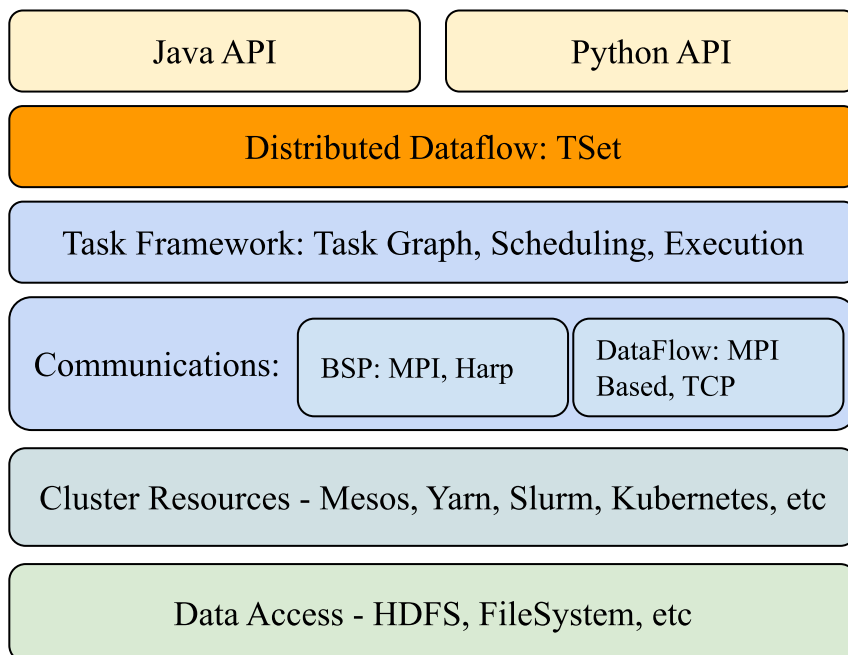 Java API
Python API
Distributed Dataflow: TSet
Task Framework: Task Graph, Scheduling, Execution
Communications:
BSP: MPI, Harp
DataFlow: MPI
Based, TCP
Cluster Resources - Mesos, Yarn, Slurm, Kubernetes, etc
Data Access - HDFS, FileSystem, etc